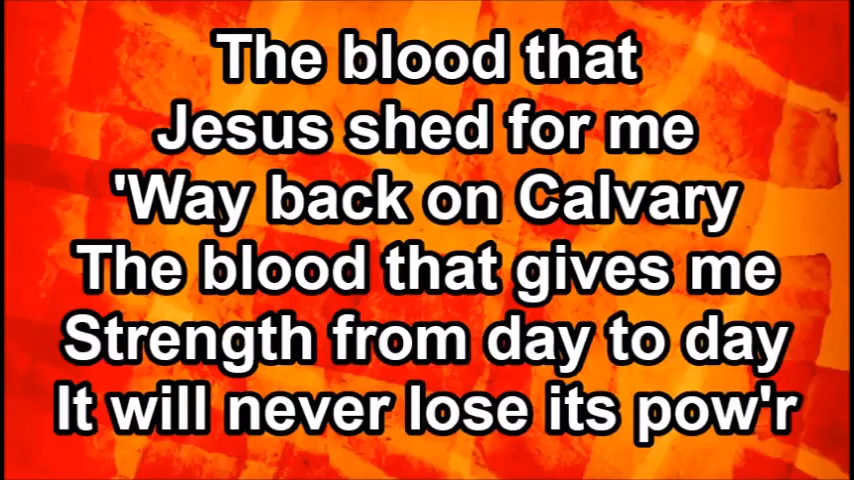 The blood that
Jesus shed for me
'Way back on Calvary
The blood that gives me
Strength from day to day
It will never lose its pow'r